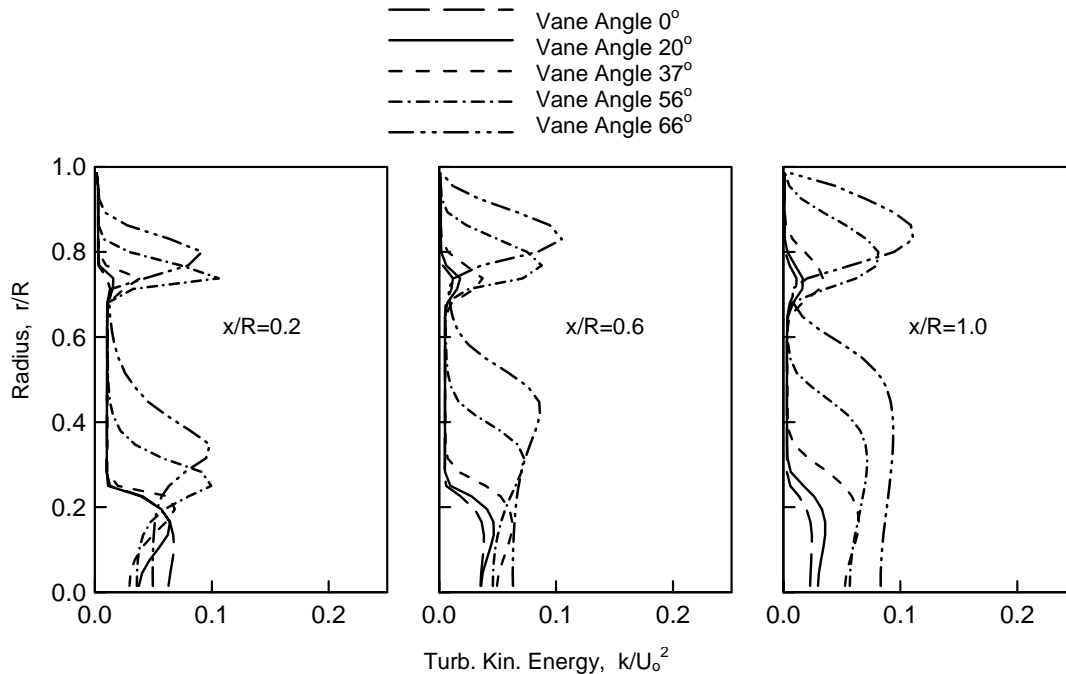 Vane Angle 0°
Vane Angle 20°
Vane Angle 37°
Vane Angle 56°
Vane Angle 66°
1.0
0.8
0.6
0.4
0.2
0.0
Radius, r/R
x/R=0.2
x/R=0.6
x/R=1.0
0.0 0.1 0.2
0.0 0.1 0.2
0.0 0.1 0.2
Turb. Kin. Energy, k/Uₒ²